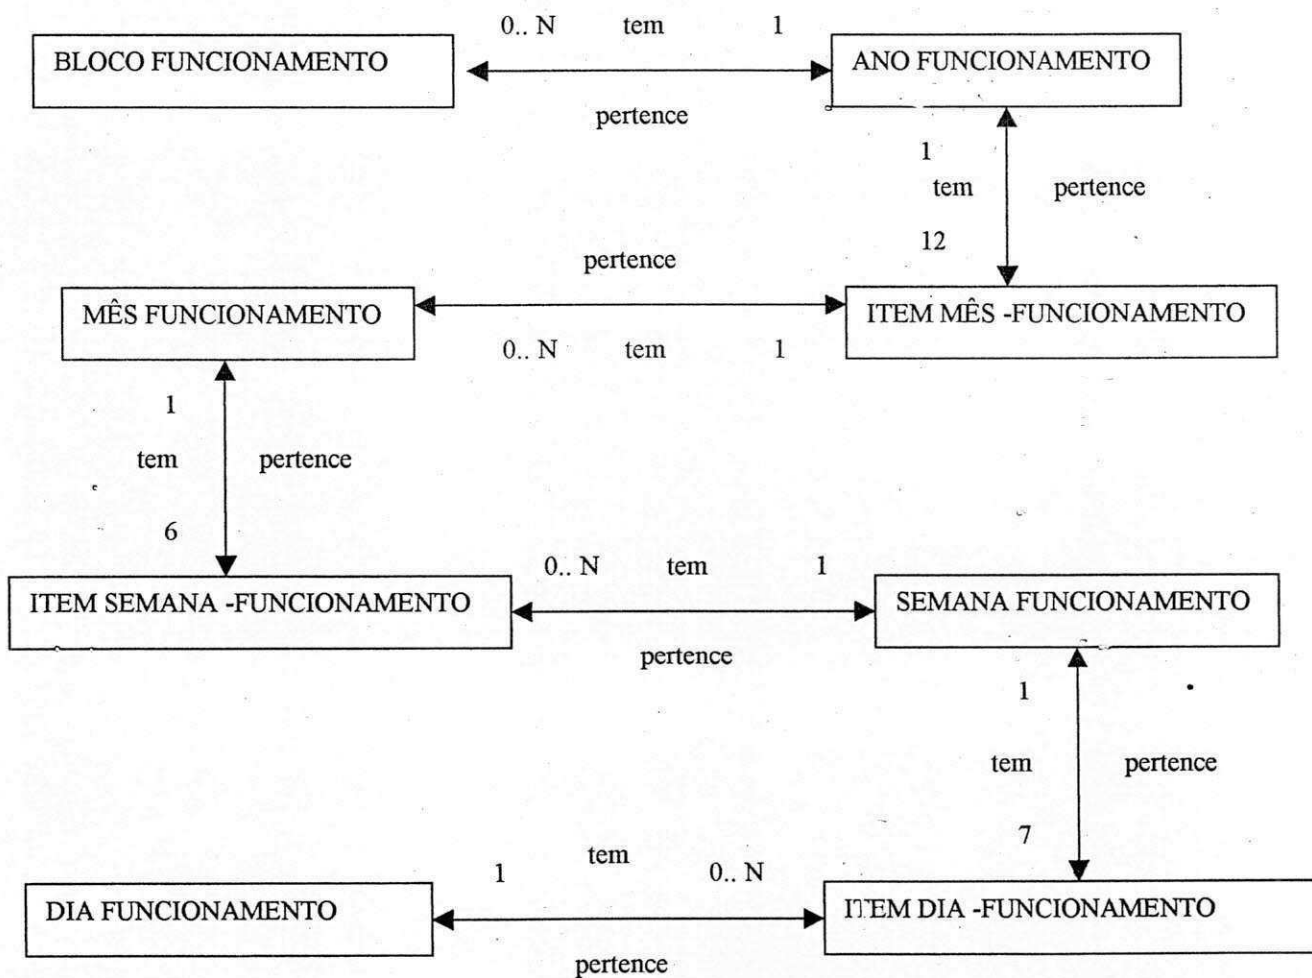 0.. N tem 1
BLOCO FUNCIONAMENTO
ANO FUNCIONAMENTO
pertence
1
tem pertence
12
pertence
MÊS FUNCIONAMENTO
ITEM MÊS -FUNCIONAMENTO
0.. N tem 1
1
tem pertence
6
0.. N tem 1
ITEM SEMANA -FUNCIONAMENTO
SEMANA FUNCIONAMENTO
pertence
1
tem pertence
7
tem
1 0.. N
DIA FUNCIONAMENTO
ITEM DIA -FUNCIONAMENTO
pertence